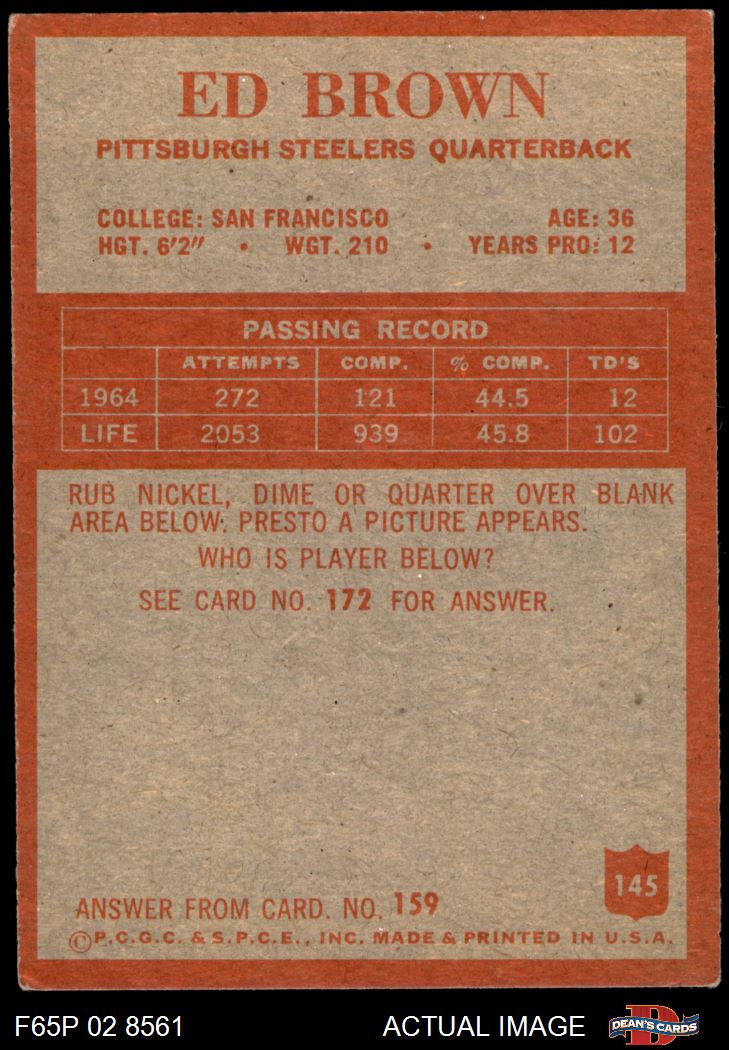 ED BROWN
PITTSBURGH STEELERS QUARTERBACK
COLLEGE: SAN FRANCISCO AGE: 36
HGT. 6'2" • WGT. 210 • YEARS PRO: 12
PASSING RECORD
ATTEMPTS COMP. % COMP. TD'S
1964 272 121 44.5 12
LIFE 2053 939 45.8 102
RUB NICKEL, DIME OR QUARTER OVER BLANK
AREA BELOW: PRESTO A PICTURE APPEARS.
WHO IS PLAYER BELOW?
SEE CARD NO. 172 FOR ANSWER.
145
ANSWER FROM CARD. NO. 159
©P.C.G.C. & S.P.C.E., INC. MADE & PRINTED IN U.S.A.
F65P 02 8561 ACTUAL IMAGE D DEAN'S CARDS